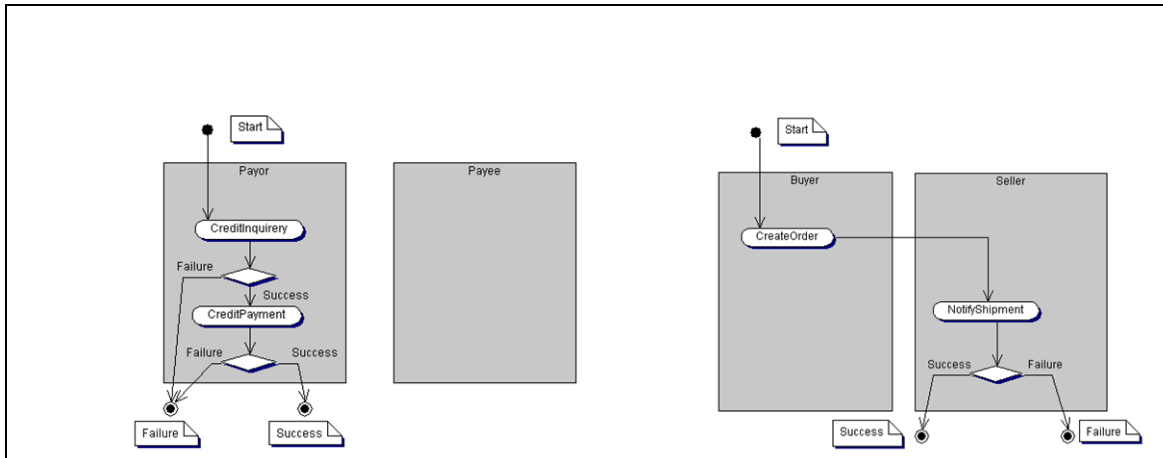 Start
Payor
Payee
CreditInquirery
Failure
Success
CreditPayment
Failure
Success
Failure
Success
Start
Buyer
Seller
CreateOrder
NotifyShipment
Success
Failure
Success
Failure